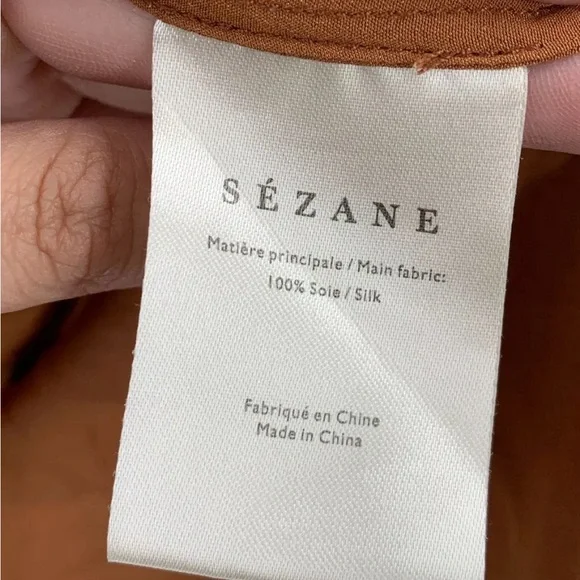 SÉZANE
Matière principale / Main fabric:
100% Soie / Silk
Fabriqué en Chine
Made in China